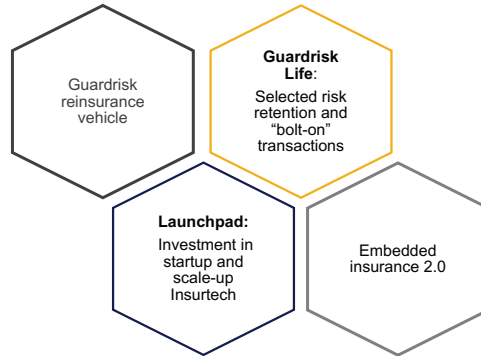 Guardrisk
reinsurance
vehicle
Guardrisk
Life:
Selected risk
retention and
“bolt-on”
transactions
Launchpad:
Investment in
startup and
scale-up
Insurtech
Embedded
insurance 2.0